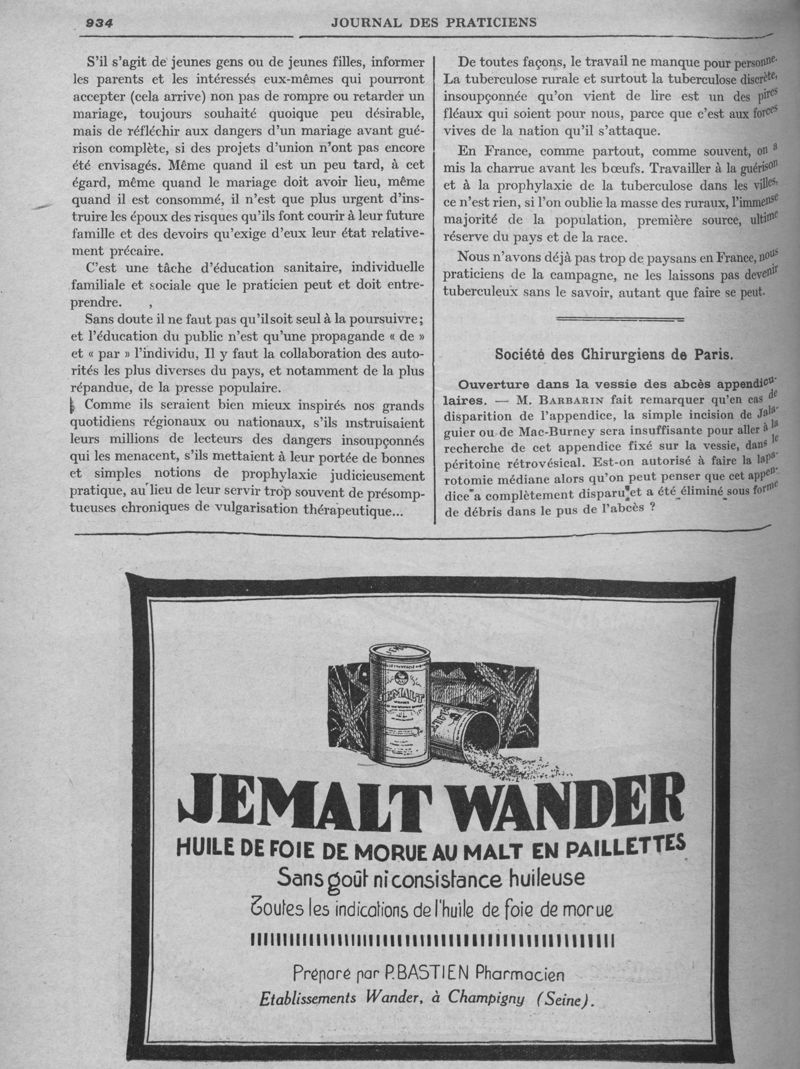 934
JOURNAL DES PRATICIENS
S'il s'agit de jeunes gens ou de jeunes filles, informer
les parents et les intéressés eux-mêmes qui pourront
accepter (cela arrive) non pas de rompre ou retarder un
mariage, toujours souhaité quoique peu désirable,
mais de réfléchir aux dangers d'un mariage avant gué-
rison complète, si des projets d'union n'ont pas encore
été envisagés. Même quand il est un peu tard, à cet
égard, même quand le mariage doit avoir lieu, même
quand il est consommé, il n'est que plus urgent d'ins-
truire les époux des risques qu'ils font courir à leur future
famille et des devoirs qu'exige d'eux leur état relative-
ment précaire.
C'est une tâche d'éducation sanitaire, individuelle
familiale et sociale que le praticien peut et doit entre-
prendre.
Sans doute il ne faut pas qu'il soit seul à la poursuivre ;
et l'éducation du public n'est qu'une propagande « de »
et « par » l'individu, Il y faut la collaboration des auto-
rités les plus diverses du pays, et notamment de la plus
répandue, de la presse populaire.
Comme ils seraient bien mieux inspirés nos grands
quotidiens régionaux ou nationaux, s'ils instruisaient
leurs millions de lecteurs des dangers insoupçonnés
qui les menacent, s'ils mettaient à leur portée de bonnes
et simples notions de prophylaxie judicieusement
pratique, au lieu de leur servir trop souvent de présomp-
tueuses chroniques de vulgarisation thérapeutique...
De toutes façons, le travail ne manque pour personne.
La tuberculose rurale et surtout la tuberculose discrète,
insoupçonnée qu'on vient de lire est un des pires
fléaux qui soient pour nous, parce que c'est aux forces
vives de la nation qu'il s'attaque.
En France, comme partout, comme souvent, on a
mis la charrue avant les bœufs. Travailler à la guérison
et à la prophylaxie de la tuberculose dans les villes,
ce n'est rien, si l'on oublie la masse des ruraux, l'immense
majorité de la population, première source, ultime
réserve du pays et de la race.
Nous n'avons déjà pas trop de paysans en France, nous
praticiens de la campagne, ne les laissons pas devenir
tuberculeux sans le savoir, autant que faire se peut.
Société des Chirurgiens de Paris.
Ouverture dans la vessie des abcès appendicu-
laires. — M. BARBARIN fait remarquer qu'en cas de
disparition de l'appendice, la simple incision de Jala-
guier ou de Mac-Burney sera insuffisante pour aller à la
recherche de cet appendice fixé sur la vessie, dans le
péritoine rétrovésical. Est-on autorisé à faire la lapa-
rotomie médiane alors qu'on peut penser que cet appen-
dice a complètement disparu et a été éliminé sous forme
de débris dans le pus de l'abcès ?
JEMALT
JEMALT WANDER
HUILE DE FOIE DE MORUE AU MALT EN PAILLETTES
Sans goût ni consistance huileuse
Toutes les indications de l'huile de foie de morue
Préparé par P. BASTIEN Pharmacien
Etablissements Wander, à Champigny (Seine).